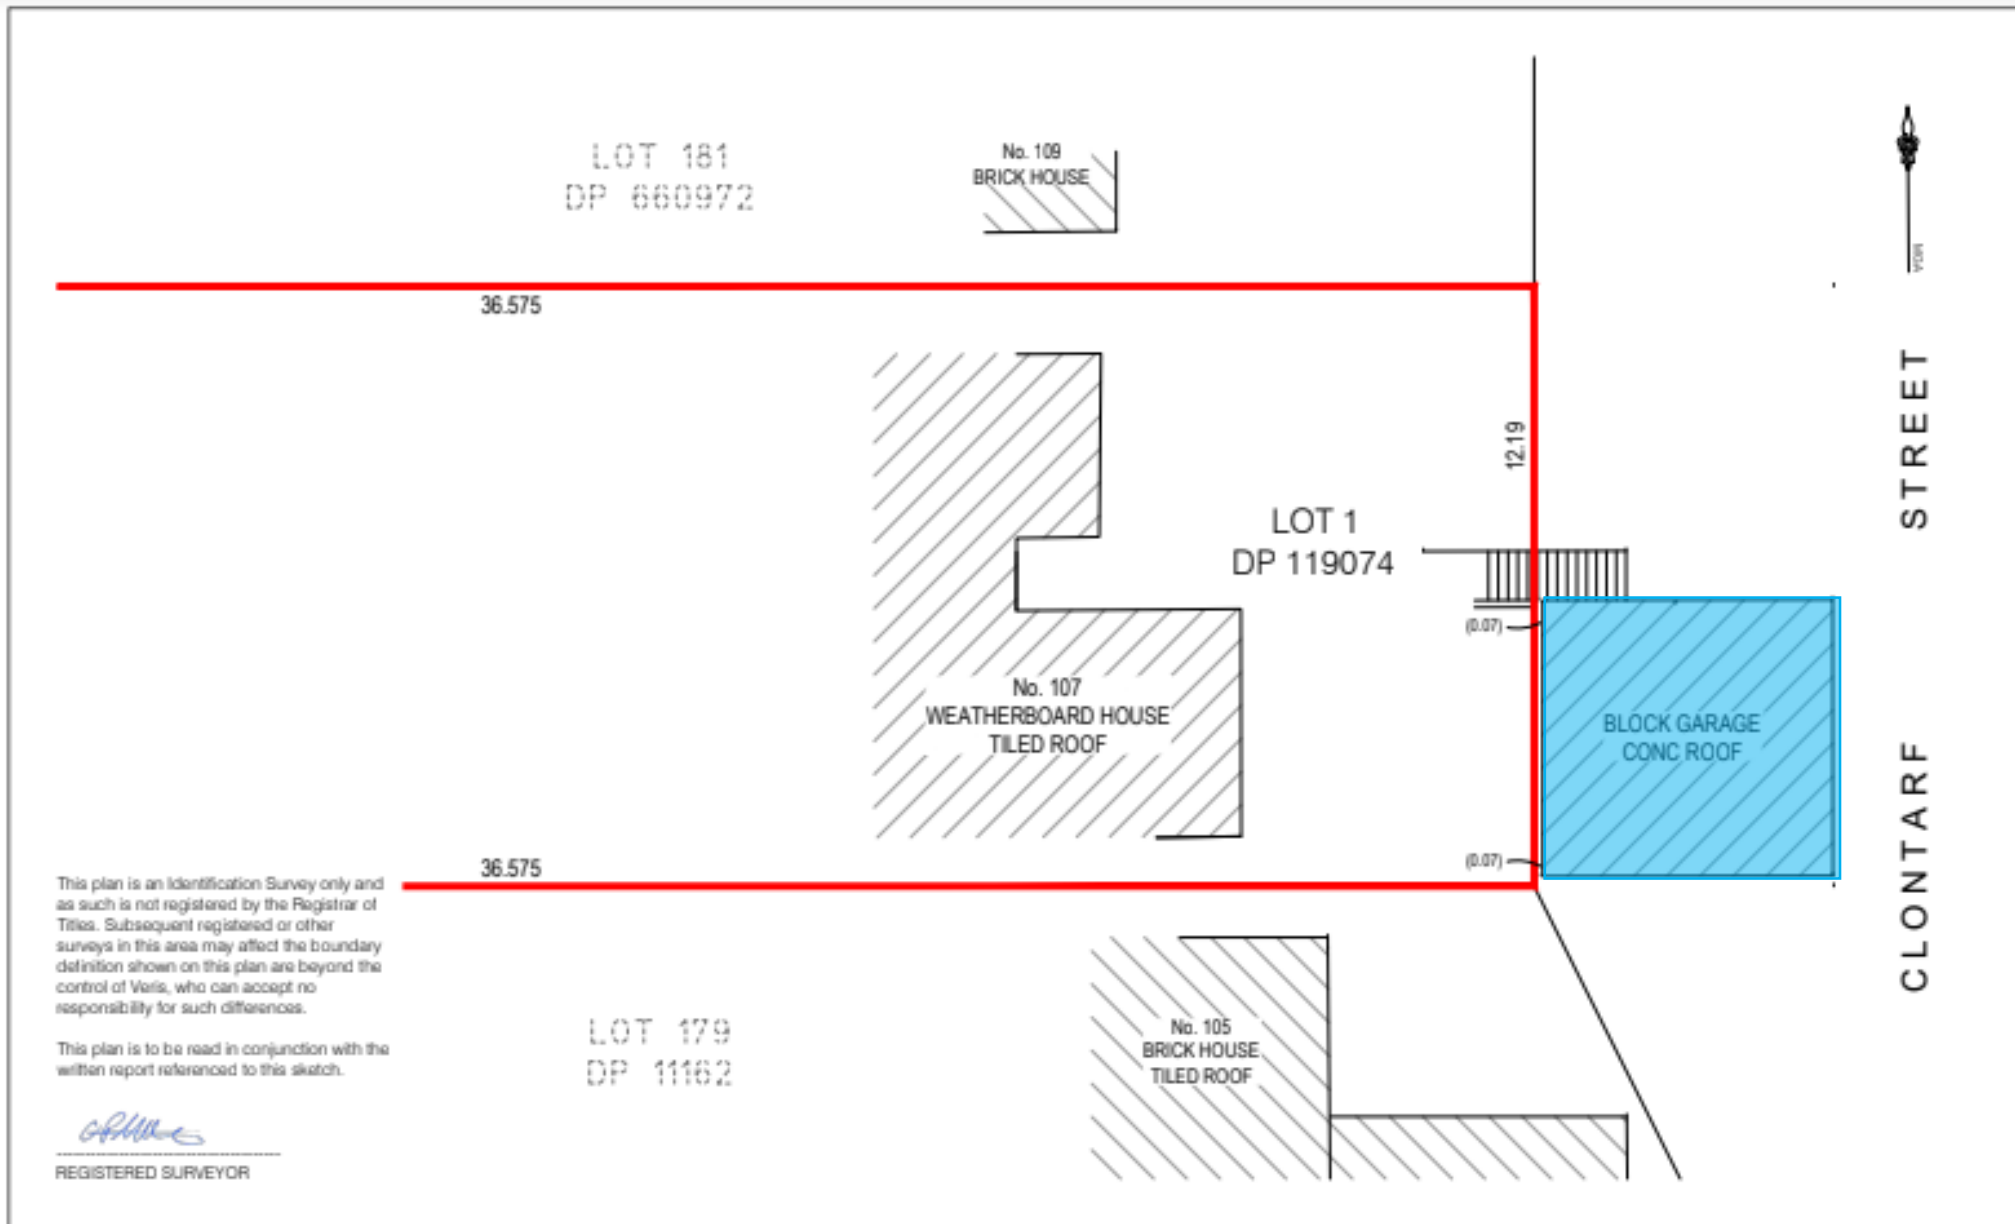 LOT 181
DP 660972
No. 109
BRICK HOUSE
MGA
36.575
STREET
12.19
LOT 1
DP 119074
(0.07)
No. 107
WEATHERBOARD HOUSE
TILED ROOF
BLOCK GARAGE
CONC ROOF
CLONTARF
(0.07)
36.575
This plan is an Identification Survey only and
as such is not registered by the Registrar of
Titles. Subsequent registered or other
surveys in this area may affect the boundary
definition shown on this plan are beyond the
control of Veris, who can accept no
responsibility for such differences.
This plan is to be read in conjunction with the
written report referenced to this sketch.
LOT 179
DP 11162
No. 105
BRICK HOUSE
TILED ROOF
REGISTERED SURVEYOR